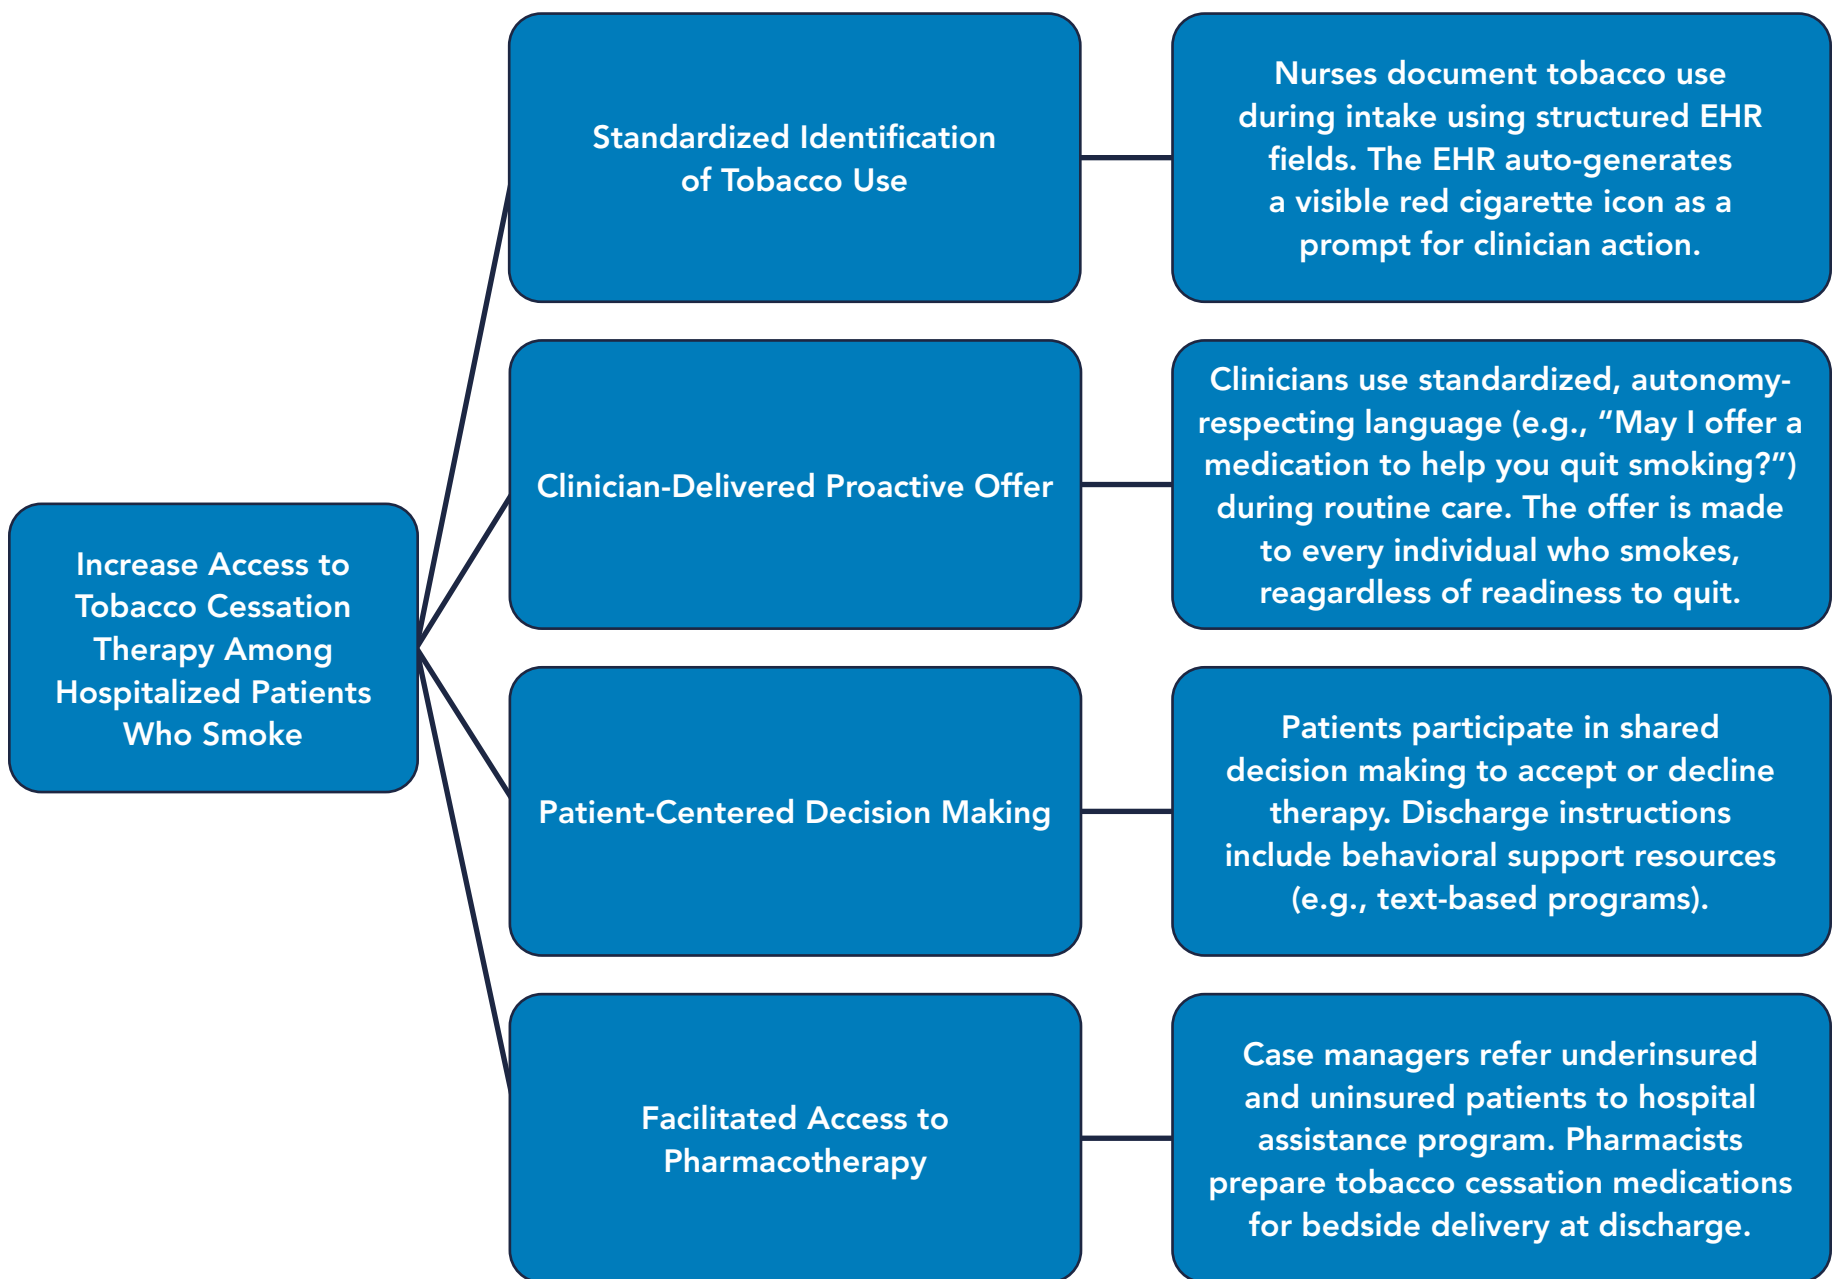 Increase Access to
Tobacco Cessation
Therapy Among
Hospitalized Patients
Who Smoke
Standardized Identification
of Tobacco Use
Nurses document tobacco use
during intake using structured EHR
fields. The EHR auto-generates
a visible red cigarette icon as a
prompt for clinician action.
Clinician-Delivered Proactive Offer
Clinicians use standardized, autonomy-
respecting language (e.g., “May I offer a
medication to help you quit smoking?”)
during routine care. The offer is made
to every individual who smokes,
reagardless of readiness to quit.
Patient-Centered Decision Making
Patients participate in shared
decision making to accept or decline
therapy. Discharge instructions
include behavioral support resources
(e.g., text-based programs).
Facilitated Access to
Pharmacotherapy
Case managers refer underinsured
and uninsured patients to hospital
assistance program. Pharmacists
prepare tobacco cessation medications
for bedside delivery at discharge.